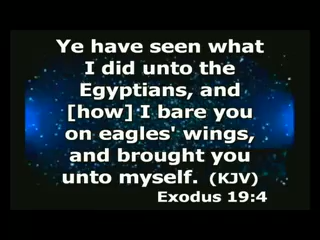 Ye have seen what
I did unto the
Egyptians, and
[how] I bare you
on eagles' wings,
and brought you
unto myself. (KJV)
Exodus 19:4